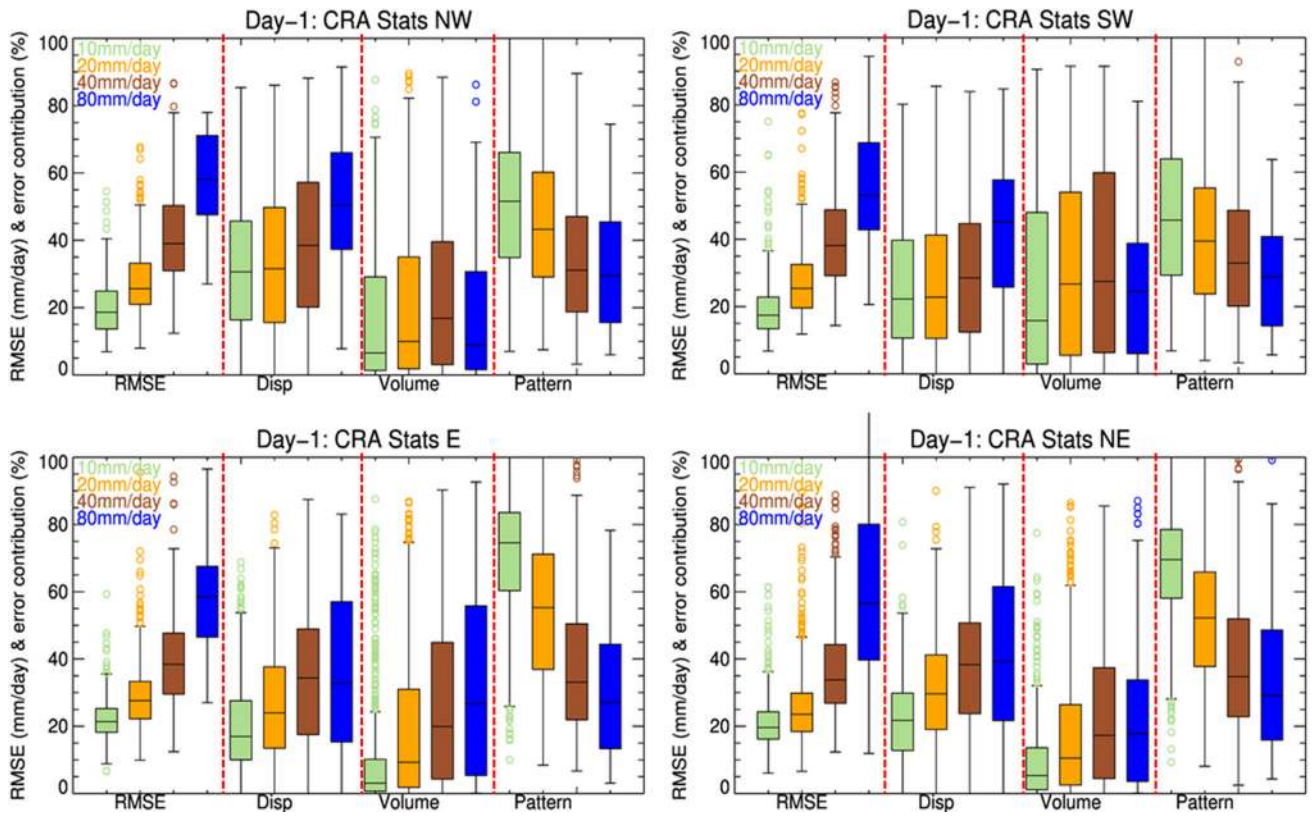 Day-1: CRA Stats NW
RMSE (mm/day) & error contribution (%)
100
80
60
40
20
0
10mm/day
20mm/day
40mm/day
80mm/day
RMSE
Disp
Volume
Pattern
Day-1: CRA Stats SW
RMSE (mm/day) & error contribution (%)
100
80
60
40
20
0
10mm/day
20mm/day
40mm/day
80mm/day
RMSE
Disp
Volume
Pattern
Day-1: CRA Stats E
RMSE (mm/day) & error contribution (%)
100
80
60
40
20
0
10mm/day
20mm/day
40mm/day
80mm/day
RMSE
Disp
Volume
Pattern
Day-1: CRA Stats NE
RMSE (mm/day) & error contribution (%)
100
80
60
40
20
0
10mm/day
20mm/day
40mm/day
80mm/day
RMSE
Disp
Volume
Pattern